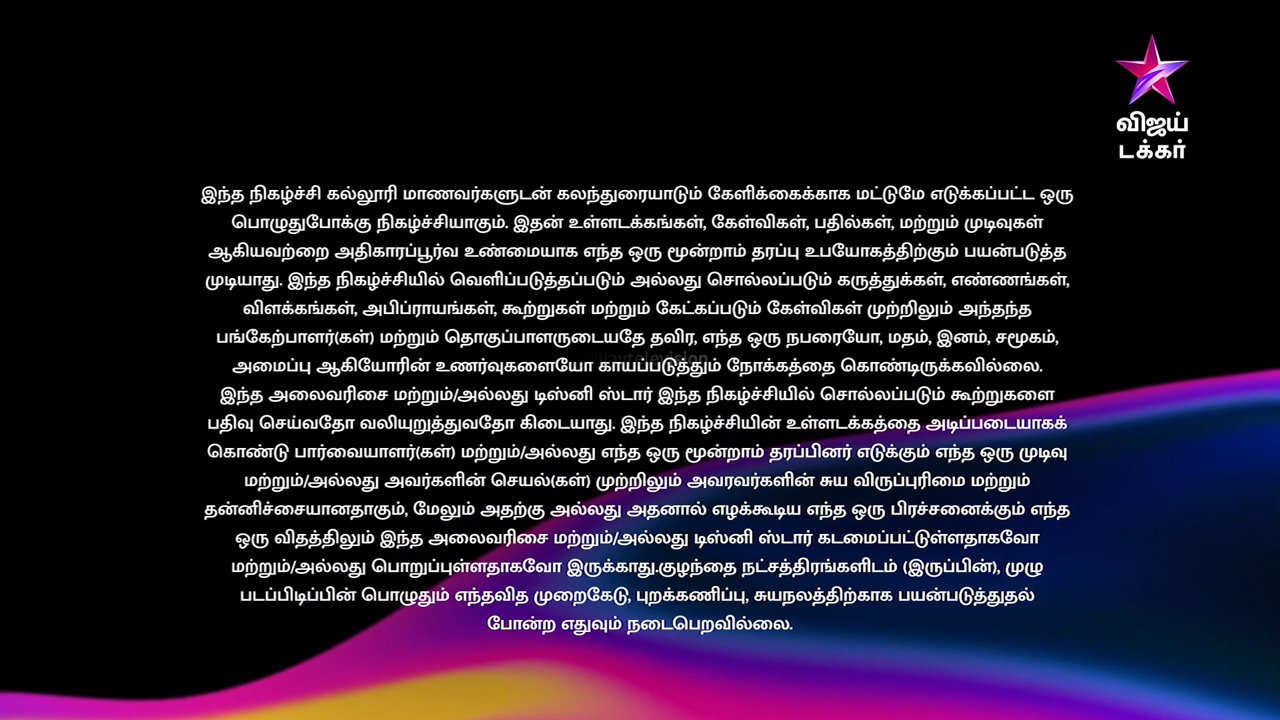 விஜய்
டக்கர்
இந்த நிகழ்ச்சி கல்லூரி மாணவர்களுடன் கலந்துரையாடும் கேளிக்கைக்காக மட்டுமே எடுக்கப்பட்ட ஒரு
பொழுதுபோக்கு நிகழ்ச்சியாகும். இதன் உள்ளடக்கங்கள், கேள்விகள், பதில்கள், மற்றும் முடிவுகள்
ஆகியவற்றை அதிகாரப்பூர்வ உண்மையாக எந்த ஒரு மூன்றாம் தரப்பு உபயோகத்திற்கும் பயன்படுத்த
முடியாது. இந்த நிகழ்ச்சியில் வெளிப்படுத்தப்படும் அல்லது சொல்லப்படும் கருத்துக்கள், எண்ணங்கள்,
விளக்கங்கள், அபிப்ராயங்கள், கூற்றுகள் மற்றும் கேட்கப்படும் கேள்விகள் முற்றிலும் அந்தந்த
பங்கேற்பாளர்(கள்) மற்றும் தொகுப்பாளருடையதே தவிர, எந்த ஒரு நபரையோ, மதம், இனம், சமூகம்,
அமைப்பு ஆகியோரின் உணர்வுகளையோ காயப்படுத்தும் நோக்கத்தை கொண்டிருக்கவில்லை.
இந்த அலைவரிசை மற்றும்/அல்லது டிஸ்னி ஸ்டார் இந்த நிகழ்ச்சியில் சொல்லப்படும் கூற்றுகளை
பதிவு செய்வதோ வலியுறுத்துவதோ கிடையாது. இந்த நிகழ்ச்சியின் உள்ளடக்கத்தை அடிப்படையாகக்
கொண்டு பார்வையாளர்(கள்) மற்றும்/அல்லது எந்த ஒரு மூன்றாம் தரப்பினர் எடுக்கும் எந்த ஒரு முடிவு
மற்றும்/அல்லது அவர்களின் செயல்(கள்) முற்றிலும் அவரவர்களின் சுய விருப்புரிமை மற்றும்
தன்னிச்சையானதாகும், மேலும் அதற்கு அல்லது அதனால் எழக்கூடிய எந்த ஒரு பிரச்சனைக்கும் எந்த
ஒரு விதத்திலும் இந்த அலைவரிசை மற்றும்/அல்லது டிஸ்னி ஸ்டார் கடமைப்பட்டுள்ளதாகவோ
மற்றும்/அல்லது பொறுப்புள்ளதாகவோ இருக்காது.குழந்தை நட்சத்திரங்களிடம் (இருப்பின்), முழு
படப்பிடிப்பின் பொழுதும் எந்தவித முறைகேடு, புறக்கணிப்பு, சுயநலத்திற்காக பயன்படுத்துதல்
போன்ற எதுவும் நடைபெறவில்லை.